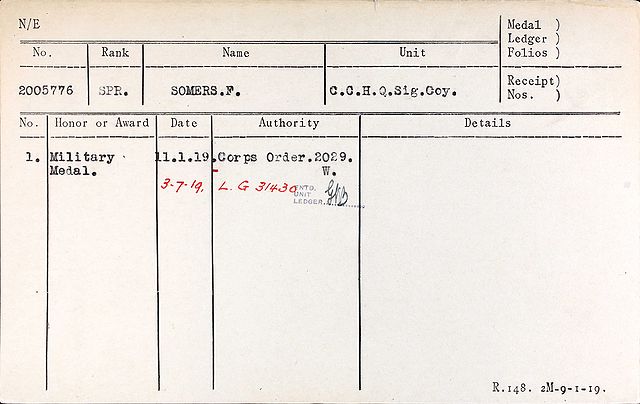 N/E
Medal )
Ledger )
Folios )
No. Rank Name Unit
Receipt)
Nos. )
2005776 SPR. SOMERS.F. C.C.H.Q.Sig.Coy.
No. Honor or Award Date Authority Details
1. Military 11.1.19. Corps Order.2029.
Medal. W.
3-7-19. L. G 31430
ENTD.
UNIT
LEDGER.
R.148. 2M-9-1-19.